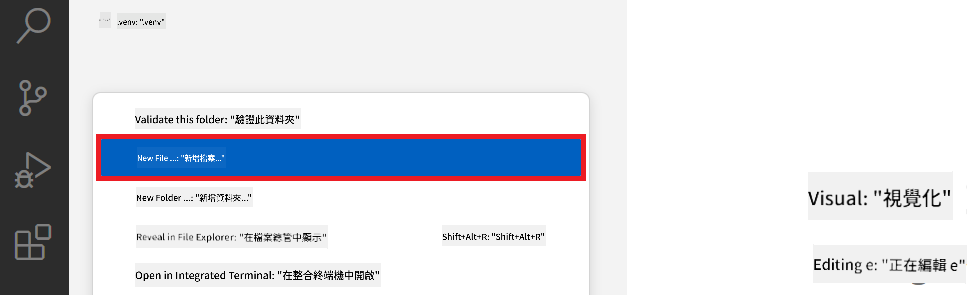 .venv: ".venv"
Validate this folder: "驗證此資料夾"
New File ...: "新增檔案..."
New Folder ...: "新增資料夾..."
Reveal in File Explorer: "在檔案總管中顯示"
Shift+Alt+R: "Shift+Alt+R"
Open in Integrated Terminal: "在整合終端機中開啟"
Visual: "視覺化"
Editing e: "正在編輯 e"